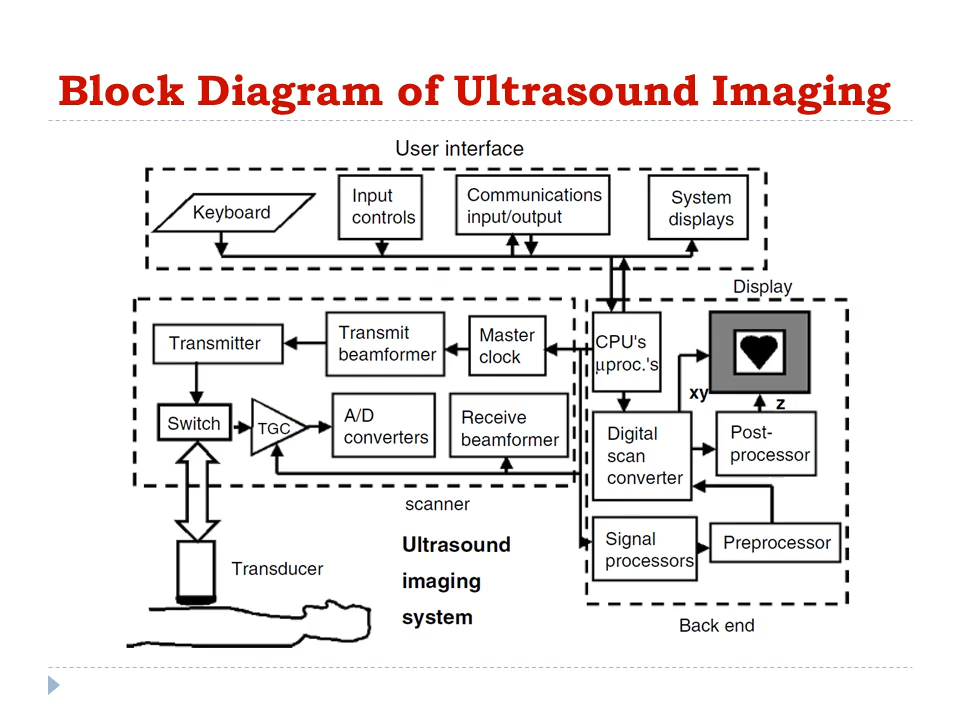 Block Diagram of Ultrasound Imaging
User interface
Keyboard
Input
controls
Communications
input/output
System
displays
Display
Transmitter
Transmit
beamformer
Master
clock
CPU's
μproc.'s
xy
z
Switch
TGC
A/D
converters
Receive
beamformer
Digital
scan
converter
Post-
processor
scanner
Signal
processors
Preprocessor
Ultrasound
imaging
system
Transducer
Back end